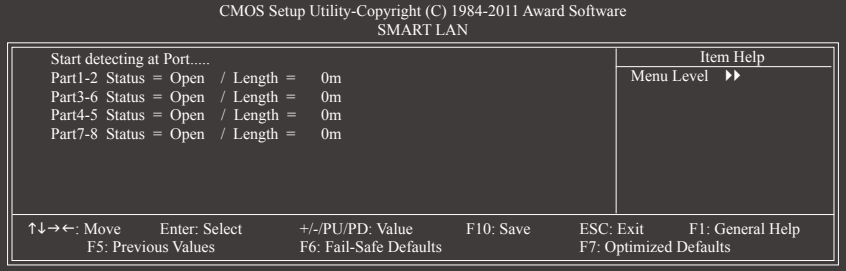 CMOS Setup Utility-Copyright (C) 1984-2011 Award Software
SMART LAN
Start detecting at Port.....
Part1-2 Status = Open / Length = 0m
Part3-6 Status = Open / Length = 0m
Part4-5 Status = Open / Length = 0m
Part7-8 Status = Open / Length = 0m
Item Help
Menu Level ▶▶
↑↓→←: Move Enter: Select +/-/PU/PD: Value F10: Save ESC: Exit F1: General Help
F5: Previous Values F6: Fail-Safe Defaults F7: Optimized Defaults